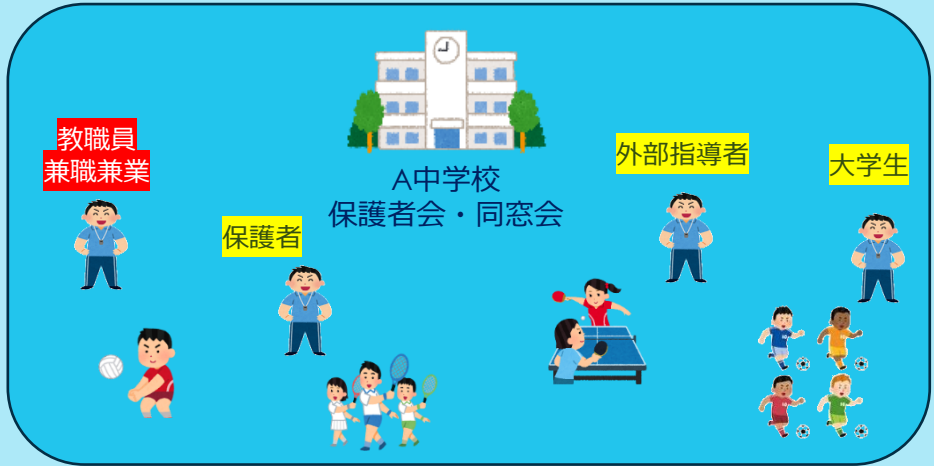 教職員
兼職兼業
保護者
A中学校
保護者会・同窓会
外部指導者
大学生